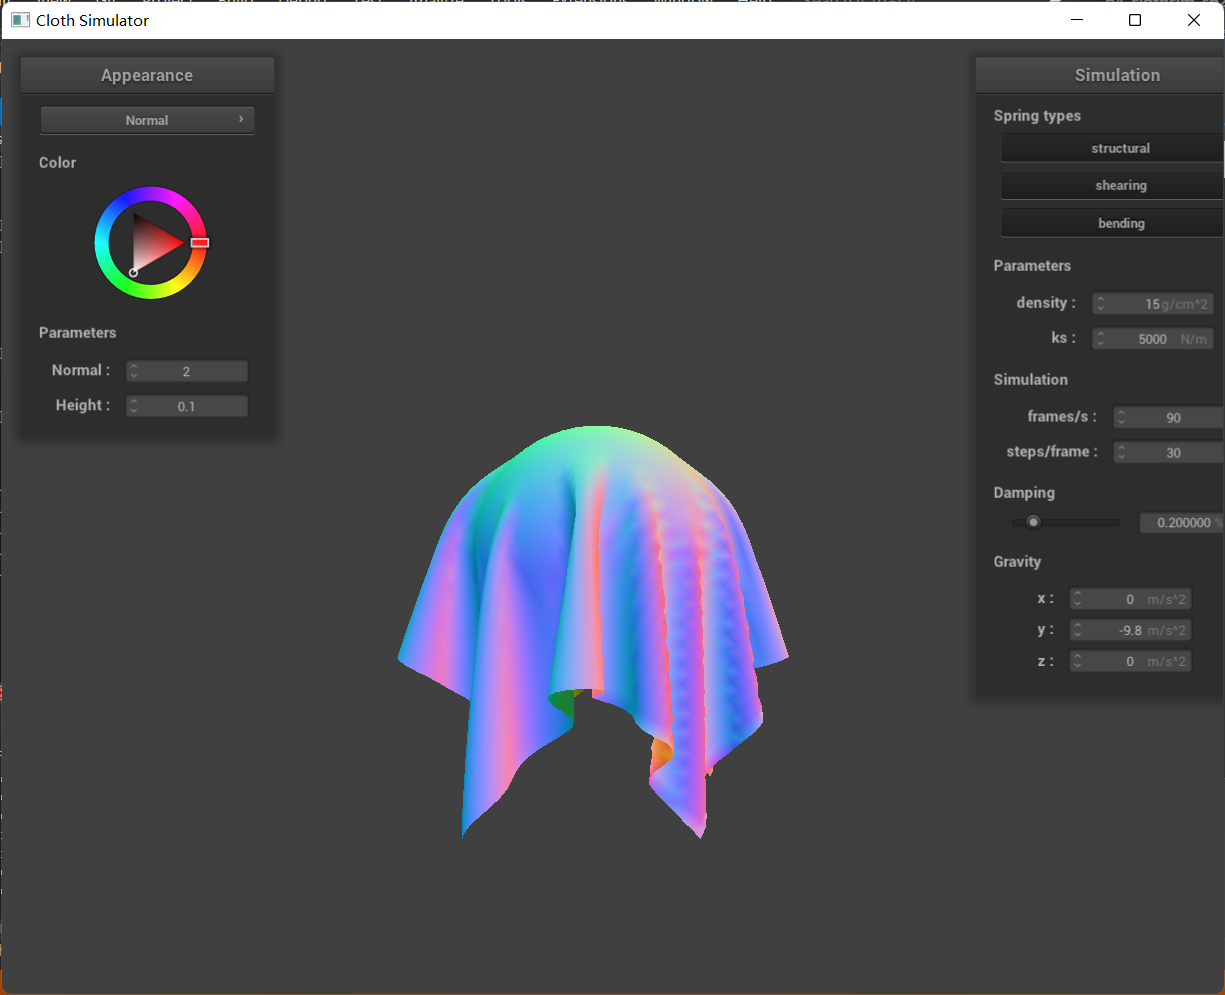 Cloth Simulator
Appearance
Normal
Color
Parameters
Normal : 2
Height : 0.1
Simulation
Spring types
structural
shearing
bending
Parameters
density : 15 g/cm^2
ks : 5000 N/m
Simulation
frames/s : 90
steps/frame : 30
Damping
0.200000 %
Gravity
x : 0 m/s^2
y : -9.8 m/s^2
z : 0 m/s^2